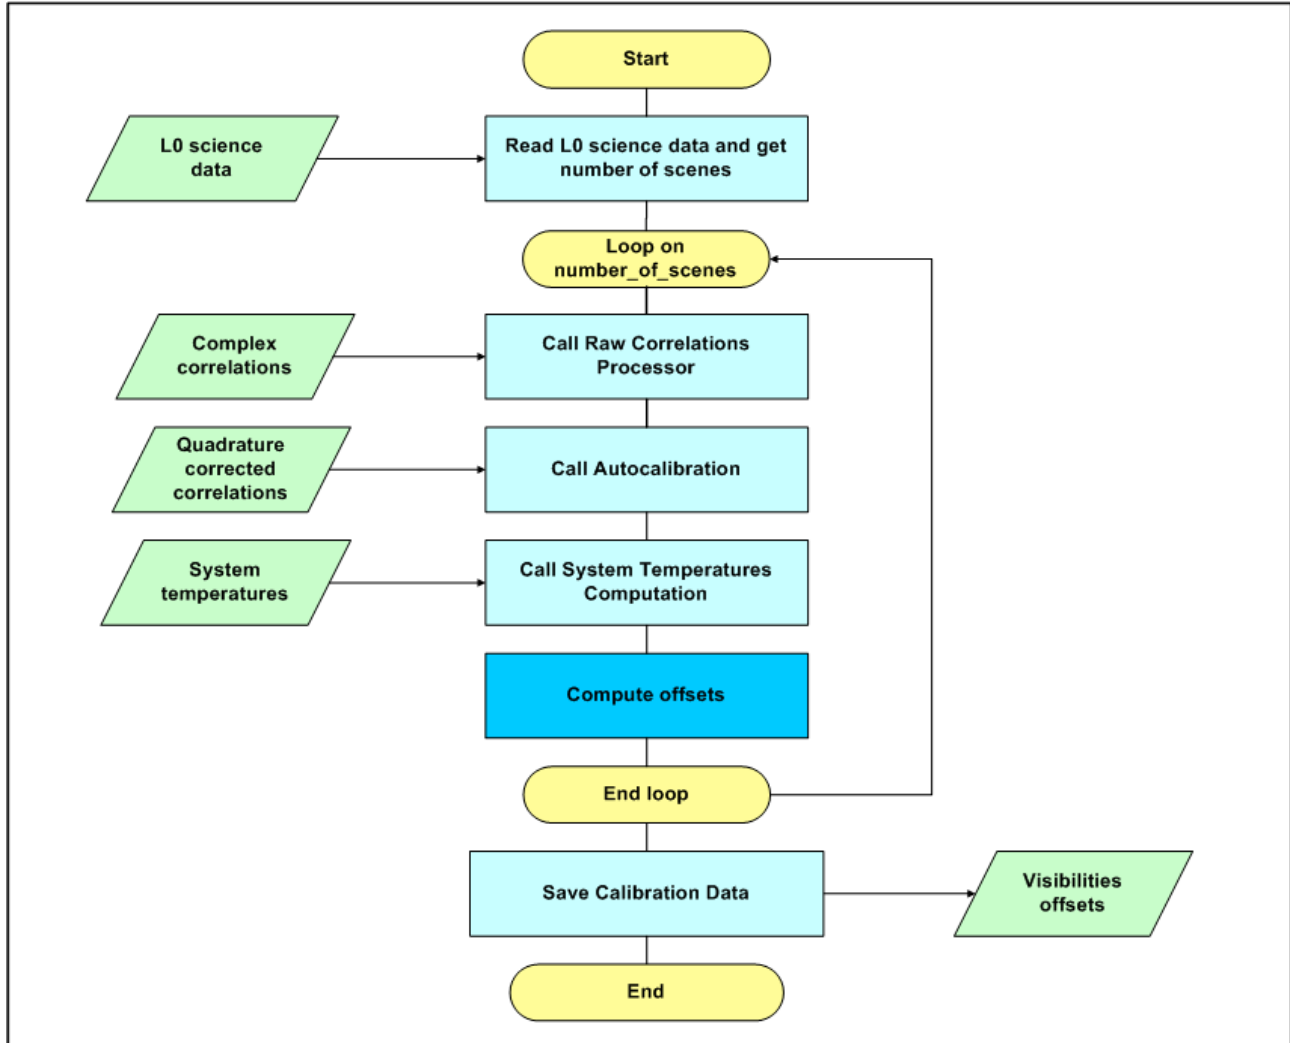 Start
L0 science
data
Read L0 science data and get
number of scenes
Loop on
number_of_scenes
Complex
correlations
Call Raw Correlations
Processor
Quadrature
corrected
correlations
Call Autocalibration
System
temperatures
Call System Temperatures
Computation
Compute offsets
End loop
Save Calibration Data
Visibilities
offsets
End